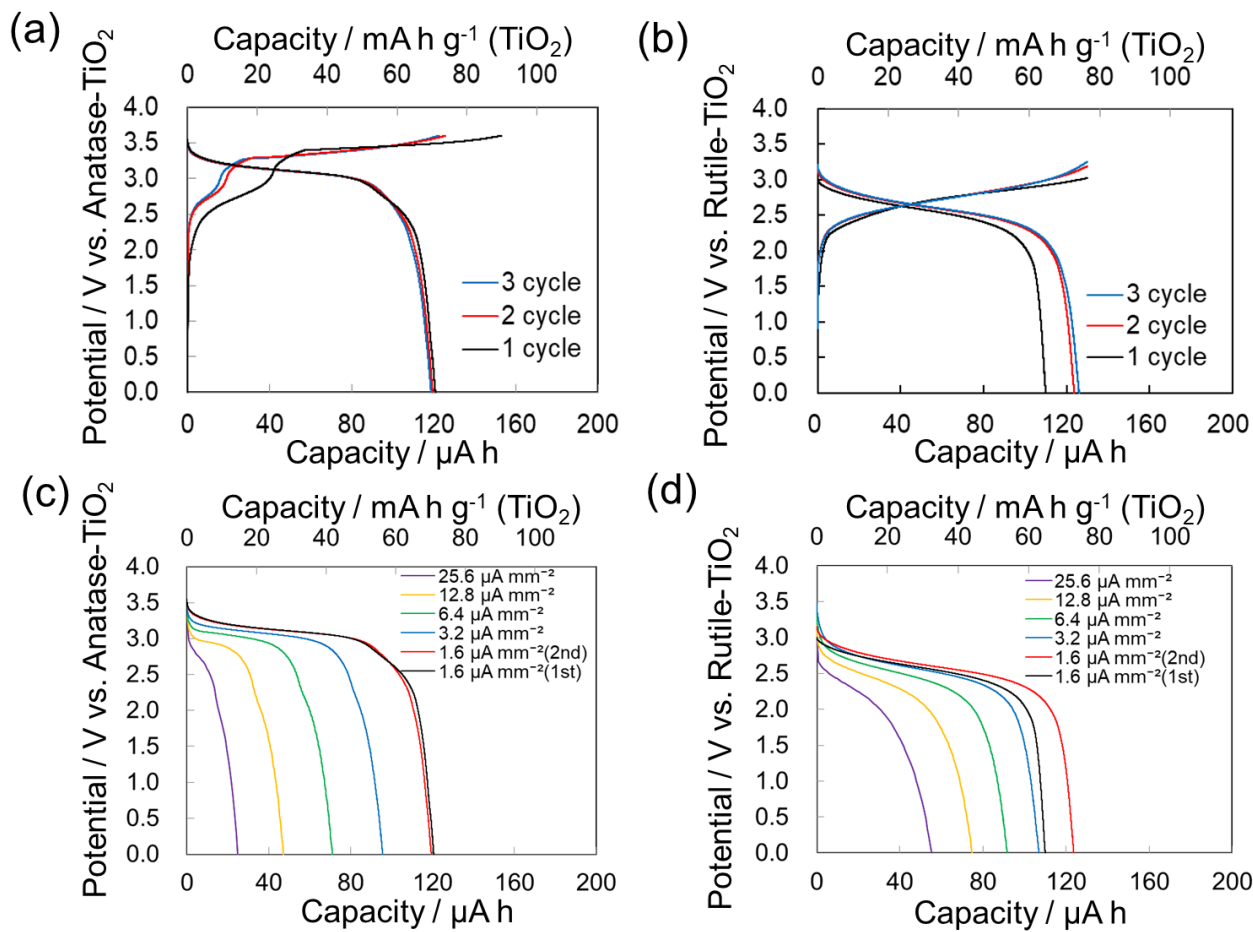 (a)
Capacity / mA h g⁻¹ (TiO₂)
0 20 40 60 80 100
Potential / V vs. Anatase-TiO₂
4.0
3.5
3.0
2.5
2.0
1.5
1.0
0.5
0.0
3 cycle
2 cycle
1 cycle
0 40 80 120 160 200
Capacity / µA h
(b)
Capacity / mA h g⁻¹ (TiO₂)
0 20 40 60 80 100
Potential / V vs. Rutile-TiO₂
4.0
3.5
3.0
2.5
2.0
1.5
1.0
0.5
0.0
3 cycle
2 cycle
1 cycle
0 40 80 120 160 200
Capacity / µA h
(c)
Capacity / mA h g⁻¹ (TiO₂)
0 20 40 60 80 100
Potential / V vs. Anatase-TiO₂
4.0
3.5
3.0
2.5
2.0
1.5
1.0
0.5
0.0
25.6 µA mm⁻²
12.8 µA mm⁻²
6.4 µA mm⁻²
3.2 µA mm⁻²
1.6 µA mm⁻²(2nd)
1.6 µA mm⁻²(1st)
0 40 80 120 160 200
Capacity / µA h
(d)
Capacity / mA h g⁻¹ (TiO₂)
0 20 40 60 80 100
Potential / V vs. Rutile-TiO₂
4.0
3.5
3.0
2.5
2.0
1.5
1.0
0.5
0.0
25.6 µA mm⁻²
12.8 µA mm⁻²
6.4 µA mm⁻²
3.2 µA mm⁻²
1.6 µA mm⁻²(2nd)
1.6 µA mm⁻²(1st)
0 40 80 120 160 200
Capacity / µA h